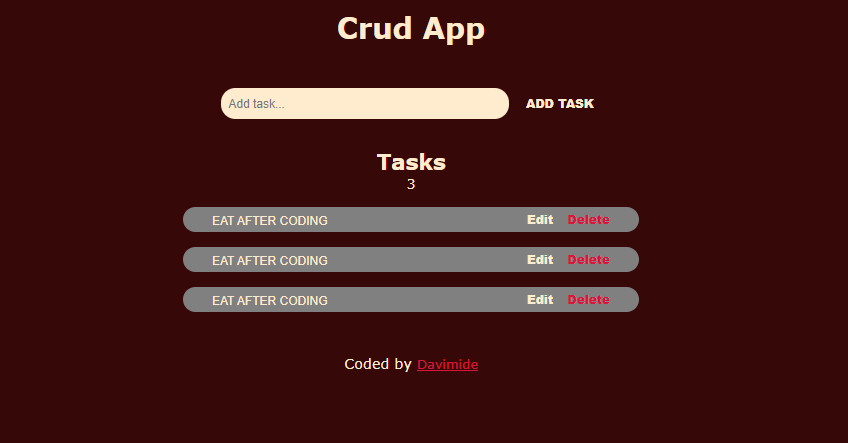 Crud App
Add task... ADD TASK
Tasks
3
EAT AFTER CODING Edit Delete
EAT AFTER CODING Edit Delete
EAT AFTER CODING Edit Delete
Coded by Davimide